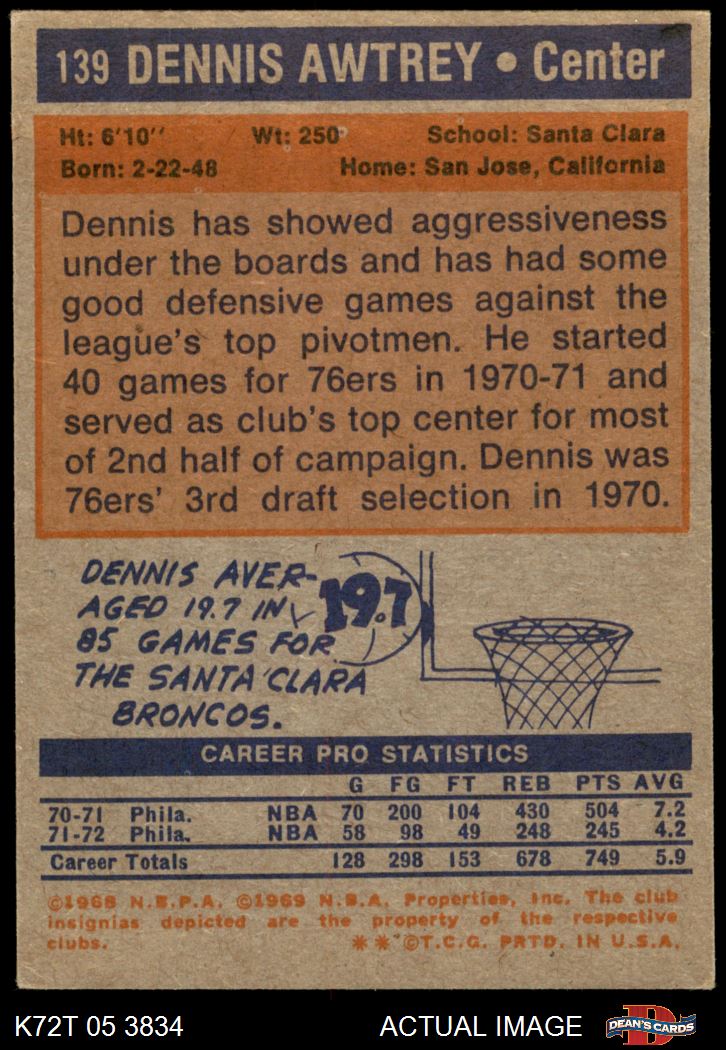 139 DENNIS AWTREY • Center
Ht: 6'10'' Wt: 250 School: Santa Clara
Born: 2-22-48 Home: San Jose, California
Dennis has showed aggressiveness
under the boards and has had some
good defensive games against the
league's top pivotmen. He started
40 games for 76ers in 1970-71 and
served as club's top center for most
of 2nd half of campaign. Dennis was
76ers' 3rd draft selection in 1970.
DENNIS AVER-
AGED 19.7 IN
85 GAMES FOR
THE SANTA CLARA
BRONCOS.
19.7
CAREER PRO STATISTICS
G FG FT REB PTS AVG
70-71 Phila. NBA 70 200 104 430 504 7.2
71-72 Phila. NBA 58 98 49 248 245 4.2
Career Totals 128 298 153 678 749 5.9
©1968 N.B.P.A. ©1969 N.B.A. Properties, Inc. The club
insignias depicted are the property of the respective
clubs. **©T.C.G. PRTD. IN U.S.A.
K72T 05 3834 ACTUAL IMAGE D DEAN'S CARDS